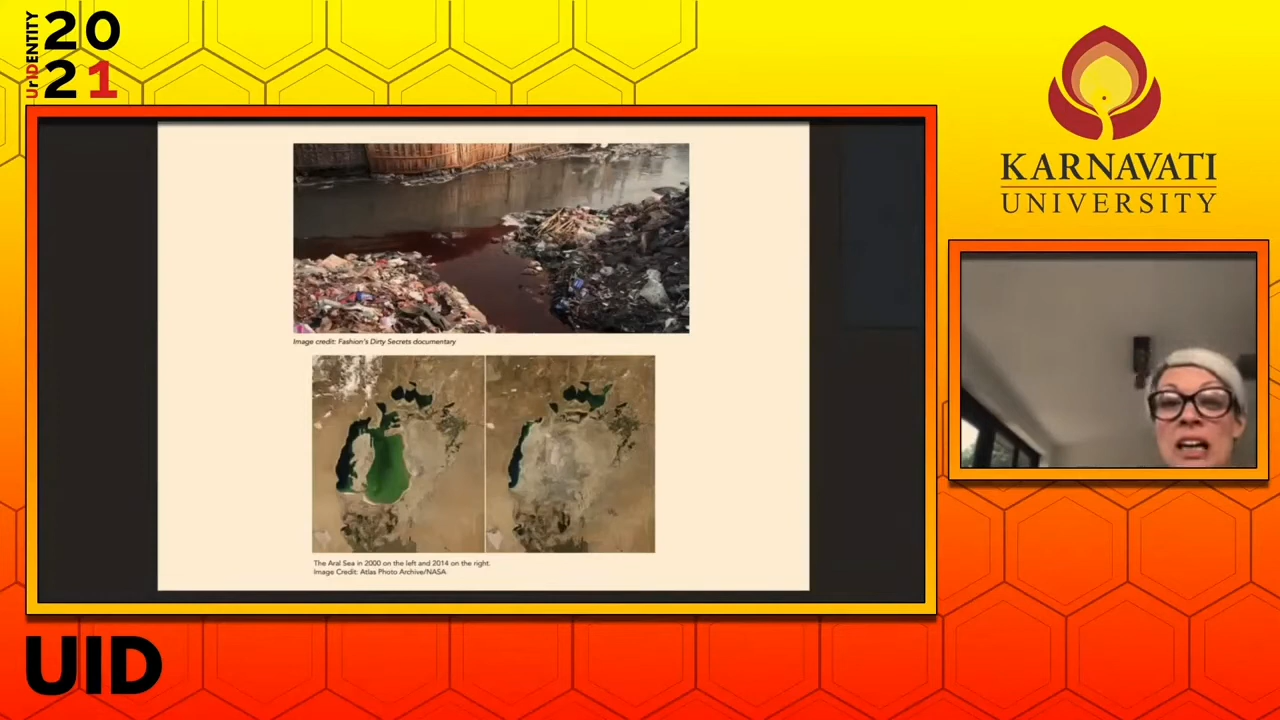 UrIDENTITY
20
21
KARNAVATI
UNIVERSITY
Image credit: Fashion's Dirty Secrets documentary
The Aral Sea in 2000 on the left and 2014 on the right.
Image Credit: Atlas Photo Archive/NASA
UID